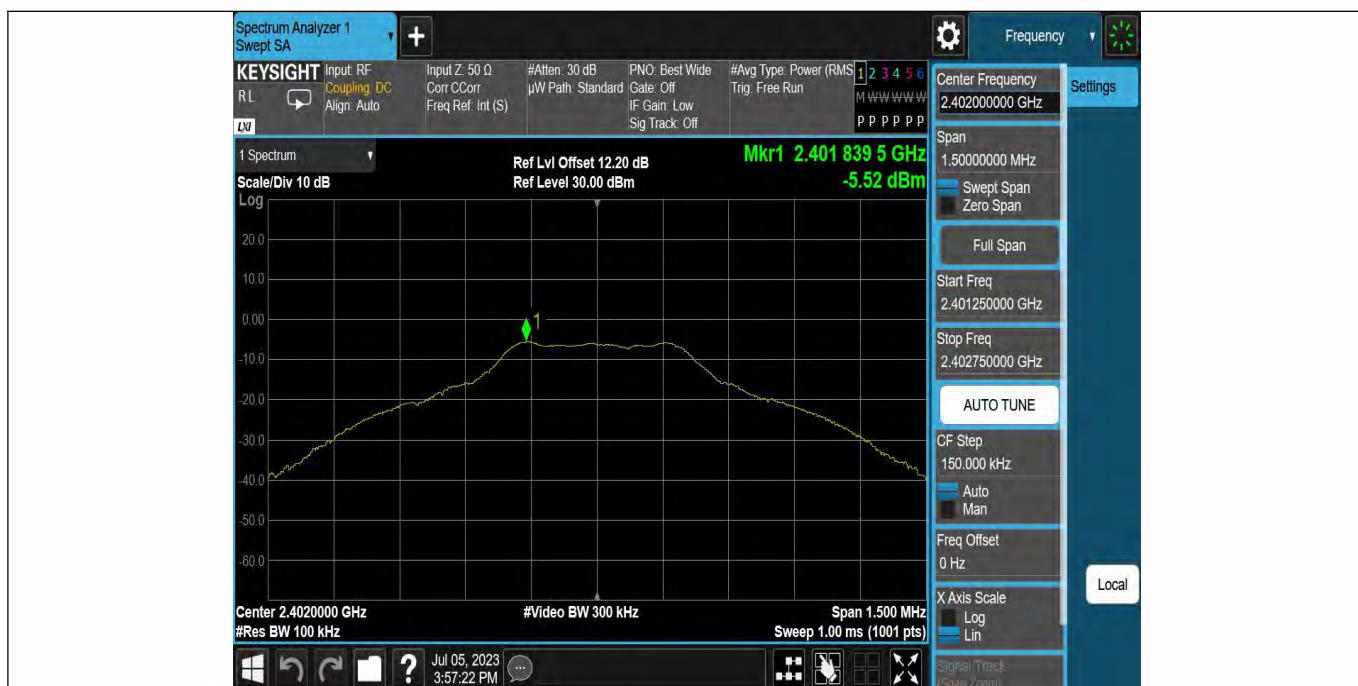 Spectrum Analyzer 1
Swept SA
+
Frequency
KEYSIGHT
RL
LXI
Input: RF
Coupling: DC
Align: Auto
Input Z: 50 Ω
Corr CCorr
Freq Ref: Int (S)
#Atten: 30 dB
µW Path: Standard
PNO: Best Wide
Gate: Off
IF Gain: Low
Sig Track: Off
#Avg Type: Power (RMS
Trig: Free Run
1 2 3 4 5 6
M W W W W W
P P P P P P
1 Spectrum
Scale/Div 10 dB
Log
Ref Lvl Offset 12.20 dB
Ref Level 30.00 dBm
Mkr1 2.401 839 5 GHz
-5.52 dBm
20.0
10.0
0.00
-10.0
-20.0
-30.0
-40.0
-50.0
-60.0
1
Center 2.4020000 GHz
#Res BW 100 kHz
#Video BW 300 kHz
Span 1.500 MHz
Sweep 1.00 ms (1001 pts)
Center Frequency
2.402000000 GHz
Settings
Span
1.50000000 MHz
Swept Span
Zero Span
Full Span
Start Freq
2.401250000 GHz
Stop Freq
2.402750000 GHz
AUTO TUNE
CF Step
150.000 kHz
Auto
Man
Freq Offset
0 Hz
X Axis Scale
Log
Lin
Signal Track
(Span Zoom)
Local
?
Jul 05, 2023
3:57:22 PM